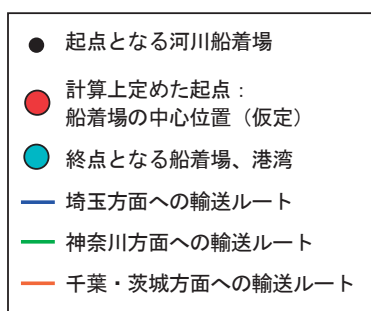 起点となる河川船着場
計算上定めた起点：
船着場の中心位置（仮定）
終点となる船着場、港湾
埼玉方面への輸送ルート
神奈川方面への輸送ルート
千葉・茨城方面への輸送ルート